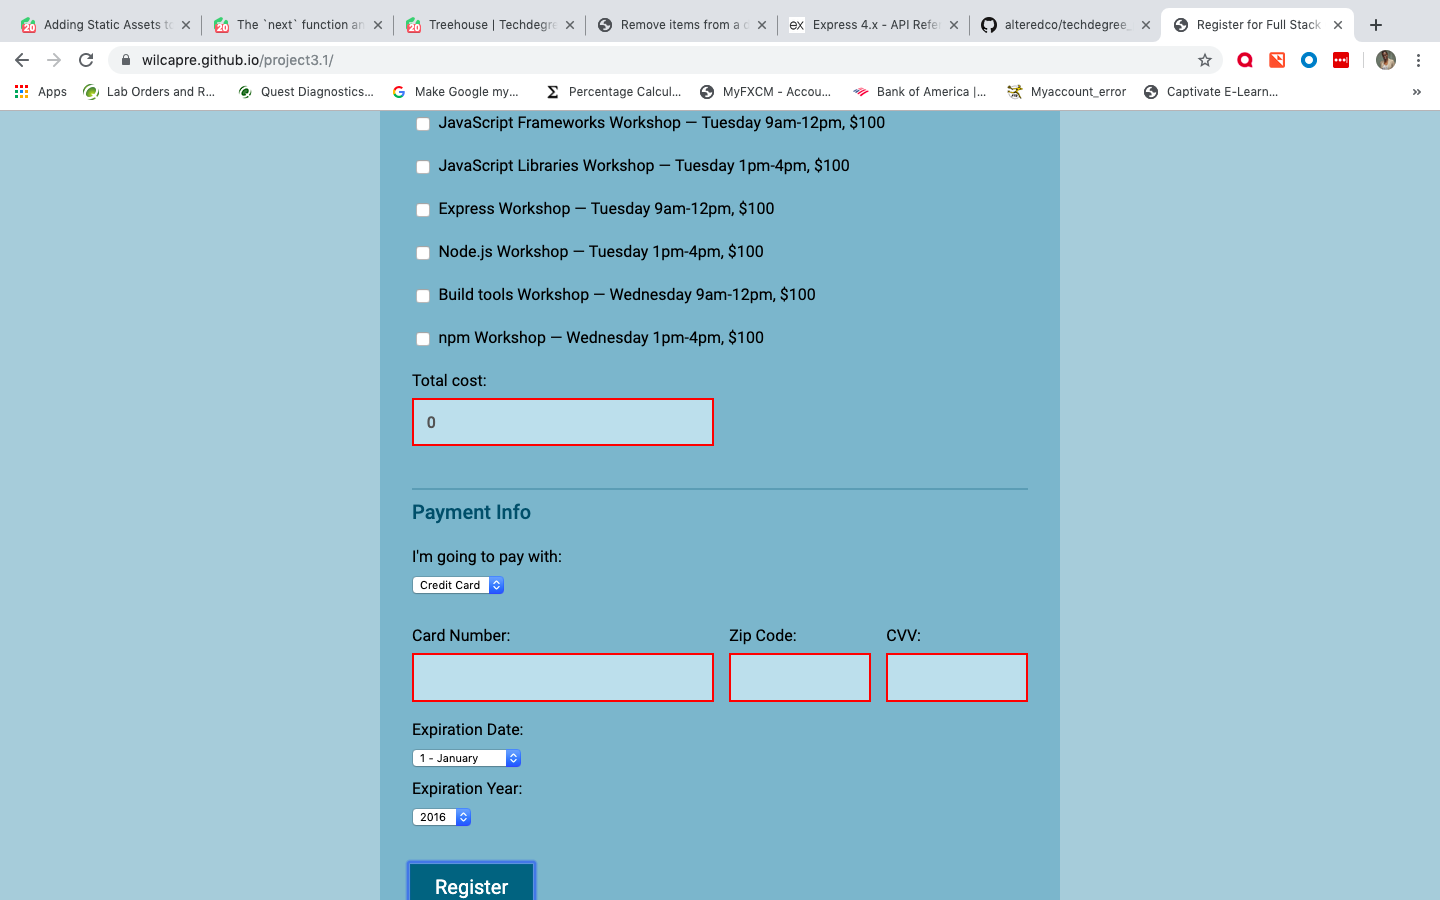 Adding Static Assets to
The `next` function an
Treehouse | Techdegre
Remove items from a d
Express 4.x - API Refer
alteredco/techdegree_
Register for Full Stack
wilcapre.github.io/project3.1/
Apps
Lab Orders and R...
Quest Diagnostics...
Make Google my...
Percentage Calcul...
MyFXCM - Accou...
Bank of America |...
Myaccount_error
Captivate E-Learn...
»
JavaScript Frameworks Workshop — Tuesday 9am-12pm, $100
JavaScript Libraries Workshop — Tuesday 1pm-4pm, $100
Express Workshop — Tuesday 9am-12pm, $100
Node.js Workshop — Tuesday 1pm-4pm, $100
Build tools Workshop — Wednesday 9am-12pm, $100
npm Workshop — Wednesday 1pm-4pm, $100
Total cost:
0
Payment Info
I'm going to pay with:
Credit Card
Card Number: Zip Code: CVV:
Expiration Date:
1 - January
Expiration Year:
2016
Register